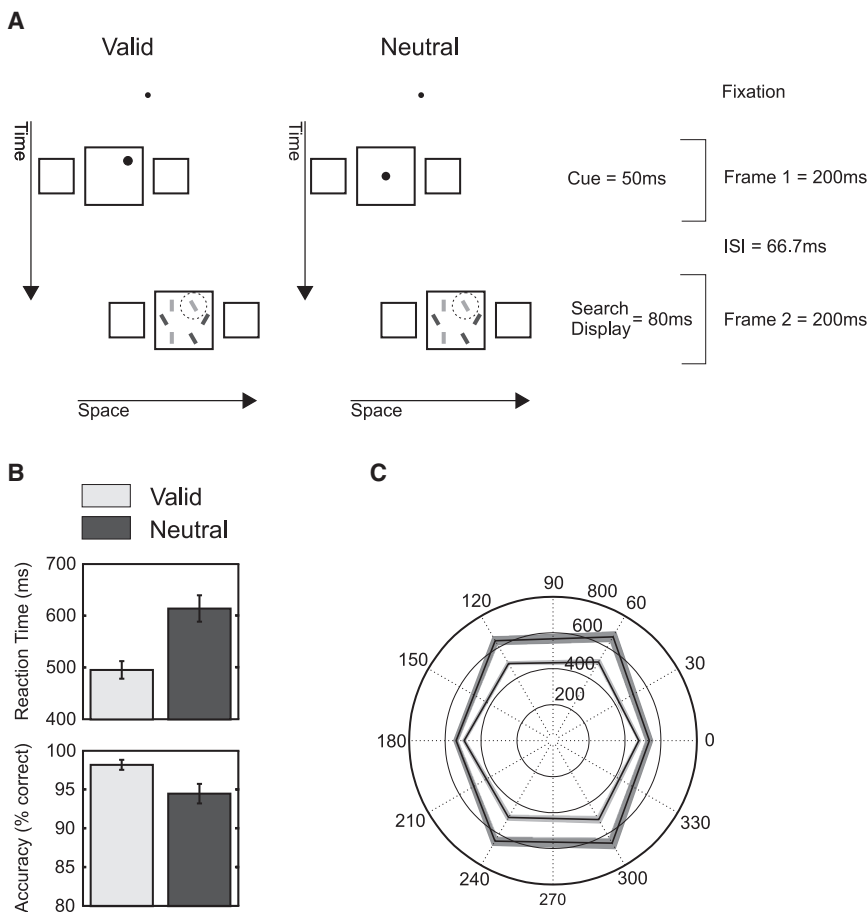 A
Valid
Neutral
Fixation
Time
Time
Cue = 50ms
Frame 1 = 200ms
ISI = 66.7ms
Search
Display = 80ms
Frame 2 = 200ms
Space
Space
B
Valid
Neutral
Reaction Time (ms)
700
600
500
400
Accuracy (% correct)
100
95
90
85
80
C
90
120
800
60
600
150
400
30
200
180
0
210
330
240
300
270